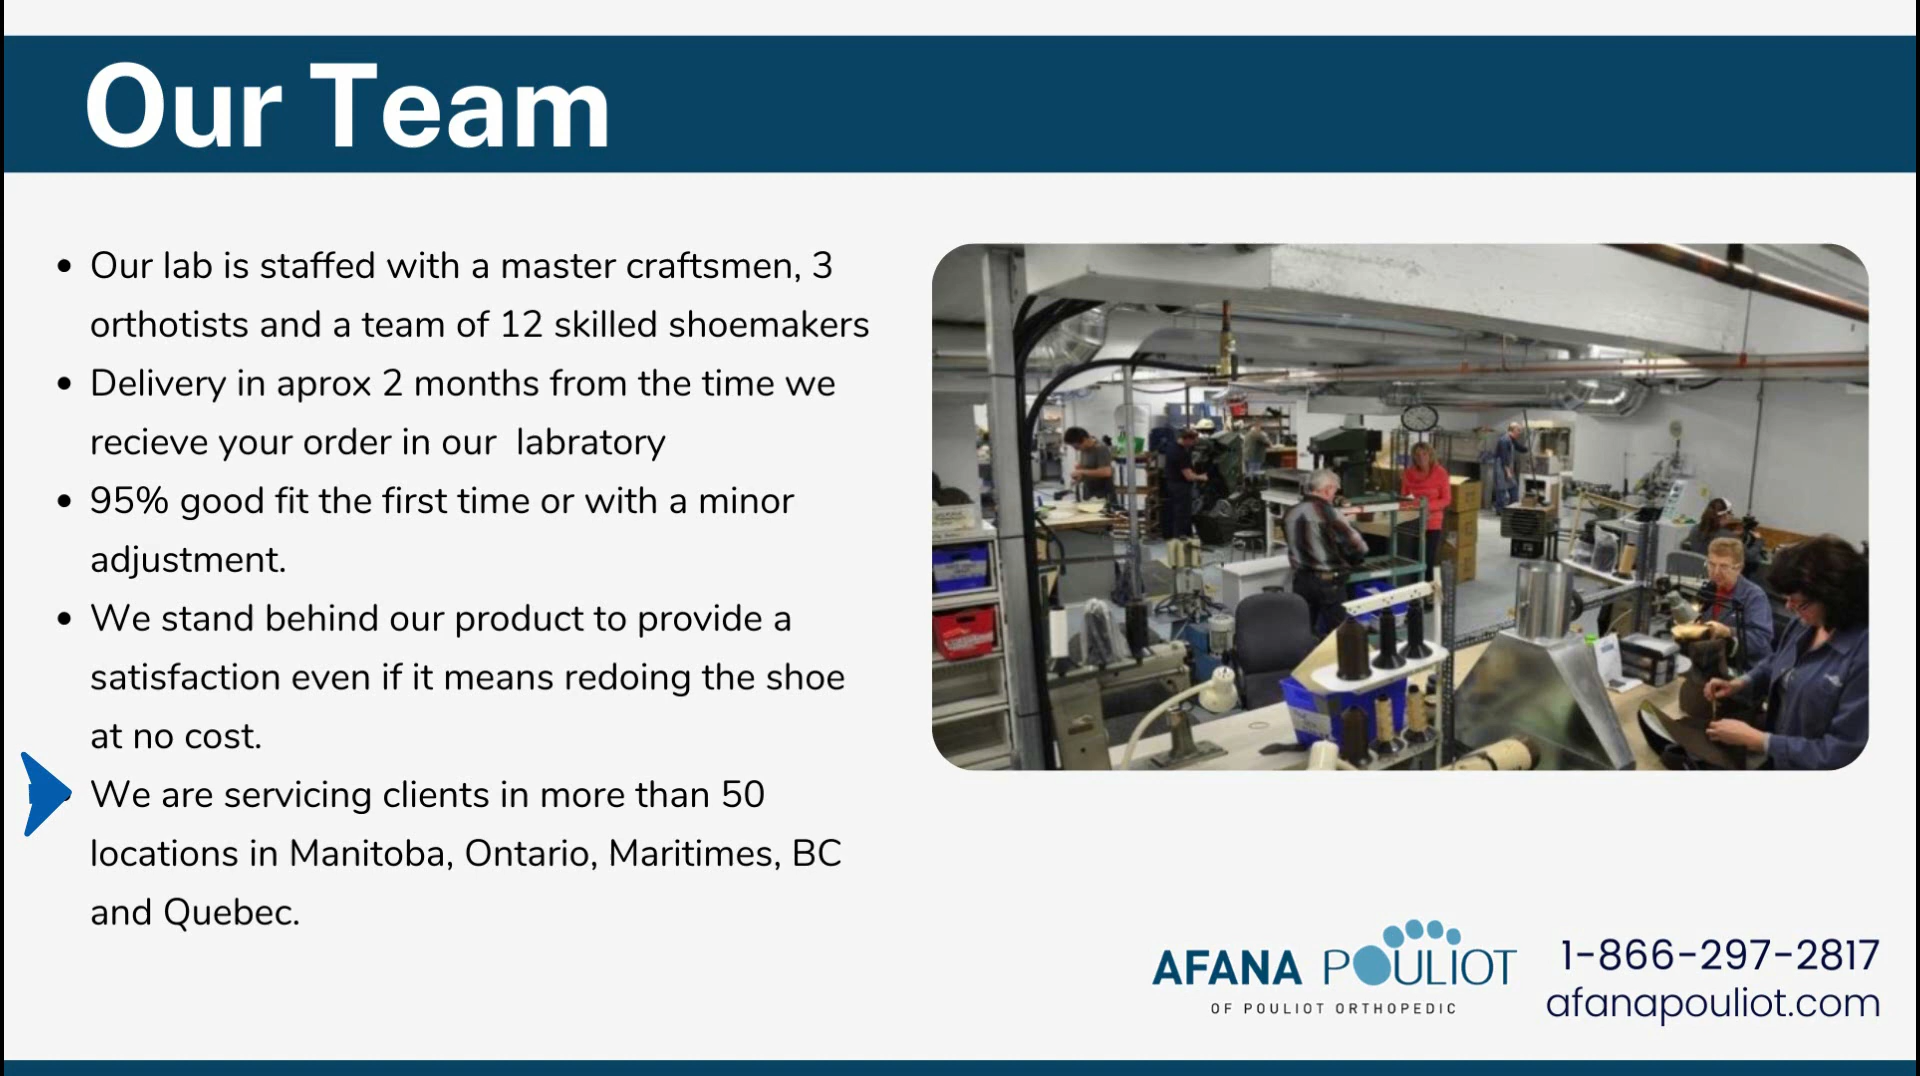 Our Team
Our lab is staffed with a master craftsmen, 3
orthotists and a team of 12 skilled shoemakers
Delivery in aprox 2 months from the time we
recieve your order in our  labratory
95% good fit the first time or with a minor
adjustment.
We stand behind our product to provide a
satisfaction even if it means redoing the shoe
at no cost.
We are servicing clients in more than 50
locations in Manitoba, Ontario, Maritimes, BC
and Quebec.
AFANA POULIOT
OF POULIOT ORTHOPEDIC
1-866-297-2817
afanapouliot.com